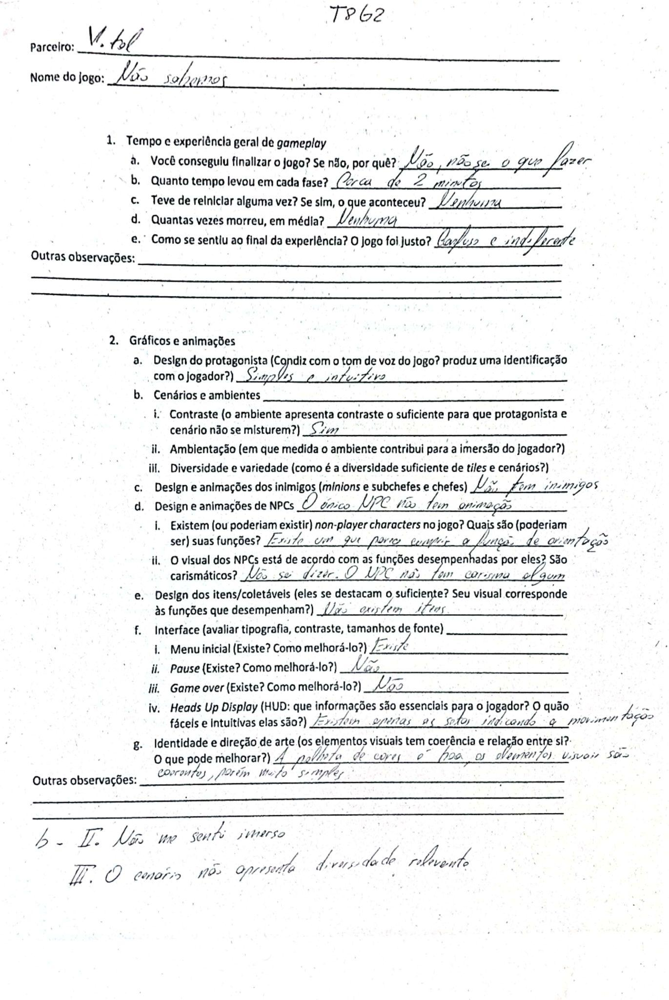 T8G2
Parceiro: V.tal
Nome do jogo: Não sabemos
1. Tempo e experiência geral de gameplay
a. Você conseguiu finalizar o jogo? Se não, por quê? Não, não sei o que fazer
b. Quanto tempo levou em cada fase? Cerca de 2 minutos
c. Teve de reiniciar alguma vez? Se sim, o que aconteceu? Nenhuma
d. Quantas vezes morreu, em média? Nenhuma
e. Como se sentiu ao final da experiência? O jogo foi justo? Confuso e indiferente
Outras observações:
2. Gráficos e animações
a. Design do protagonista (Condiz com o tom de voz do jogo? produz uma identificação
com o jogador?) Simples e intuitivo
b. Cenários e ambientes
i. Contraste (o ambiente apresenta contraste o suficiente para que protagonista e
cenário não se misturem?) Sim
ii. Ambientação (em que medida o ambiente contribui para a imersão do jogador?)
iii. Diversidade e variedade (como é a diversidade suficiente de tiles e cenários?)
c. Design e animações dos inimigos (minions e subchefes e chefes) Não tem inimigos
d. Design e animações de NPCs O único NPC não tem animação
i. Existem (ou poderiam existir) non-player characters no jogo? Quais são (poderiam
ser) suas funções? Existe um que parece cumprir a função de orientação
ii. O visual dos NPCs está de acordo com as funções desempenhadas por eles? São
carismáticos? Não sei dizer. O NPC não tem carisma algum
e. Design dos itens/coletáveis (eles se destacam o suficiente? Seu visual corresponde
às funções que desempenham?) Não existem itens.
f. Interface (avaliar tipografia, contraste, tamanhos de fonte)
i. Menu inicial (Existe? Como melhorá-lo?) Existe
ii. Pause (Existe? Como melhorá-lo?) Não
iii. Game over (Existe? Como melhorá-lo?) Não
iv. Heads Up Display (HUD: que informações são essenciais para o jogador? O quão
fáceis e intuitivas elas são?) Existem apenas as setas indicando a movimentação
g. Identidade e direção de arte (os elementos visuais tem coerência e relação entre si?
O que pode melhorar?) A palheta de cores é boa, os elementos visuais são
coerentes, porém muito simples
Outras observações:
b - II. Não me senti imerso
III. O cenário não apresenta diversidade relevante